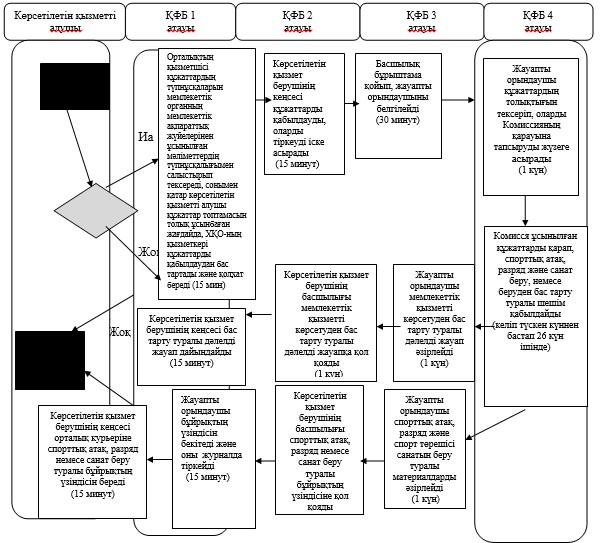 Көрсетілетін қызметті
алушы
ҚФБ 1
атауы
ҚФБ 2
атауы
ҚФБ 3
атауы
ҚФБ 4
атауы
Орталықтың
қызметшісі
құжаттардың
түпнұсқаларын
мемлекеттік
органның
мемлекеттік
ақпараттық
жүйелерінен
ұсынылған
мәліметтердің
түпнұсқалығымен
салыстырып
тексереді, сонымен
қатар көрсетілетін
қызметті алушы
құжаттар топтамасын
толық ұсынбаған
жағдайда, ХҚО-ның
қызметкері
құжаттарды
қабылдаудан бас
тартады және қолхат
береді (15 мин)
Көрсетілетін
қызмет
берушінің
кеңсесі
құжаттарды
қабылдауды,
оларды
тіркеуді іске
асырады
(15 минут)
Басшылық
бұрыштама
қойып, жауапты
орындаушыны
белгілейді
(30 минут)
Жауапты
орындаушы
құжаттардың
толықтығын
тексеріп, оларды
Комиссияның
қарауына
тапсыруды жүзеге
асырады
(1 күн)
Иа
Жоқ
Комисся ұсынылған
құжаттарды қарап,
спорттық атақ,
разряд және санат
беру, немесе
беруден бас тарту
туралы шешім
қабылдайды
(келіп түскен күннен
бастап 26 күн
ішінде)
Жауапты
орындаушы
мемлекеттік
қызметті
көрсетуден бас
тарту туралы
дәлелді жауап
әзірлейді
(1 күн)
Көрсетілетін қызмет
берушінің
басшылығы
мемлекеттік
қызметті
көрсетуден бас
тарту туралы
дәлелді жауапқа қол
қояды
(1 күн)
Көрсетілетін қызмет
берушінің кеңсесі бас
тарту туралы дәлелді
жауап дайындайды
(15 минут)
Жоқ
Көрсетілетін қызмет
берушінің кеңсесі
орталық курьеріне
спорттық атақ, разряд
немесе санат беру
туралы бұйрықтың
үзіндісін береді
(15 минут)
Жауапты
орындаушы
бұйрықтың
үзіндісін
бекітеді және
оны журналда
тіркейді
(15 минут)
Көрсетілетін
қызмет
берушінің
басшылығы
спорттық атақ,
разряд немесе
санат беру
туралы
бұйрықтың
үзіндісіне қол
қояды
Жауапты
орындаушы
спорттық атақ,
разряд және
спорт төрешісі
санатын беру
туралы
материалдарды
әзірлейді
(1 күн)